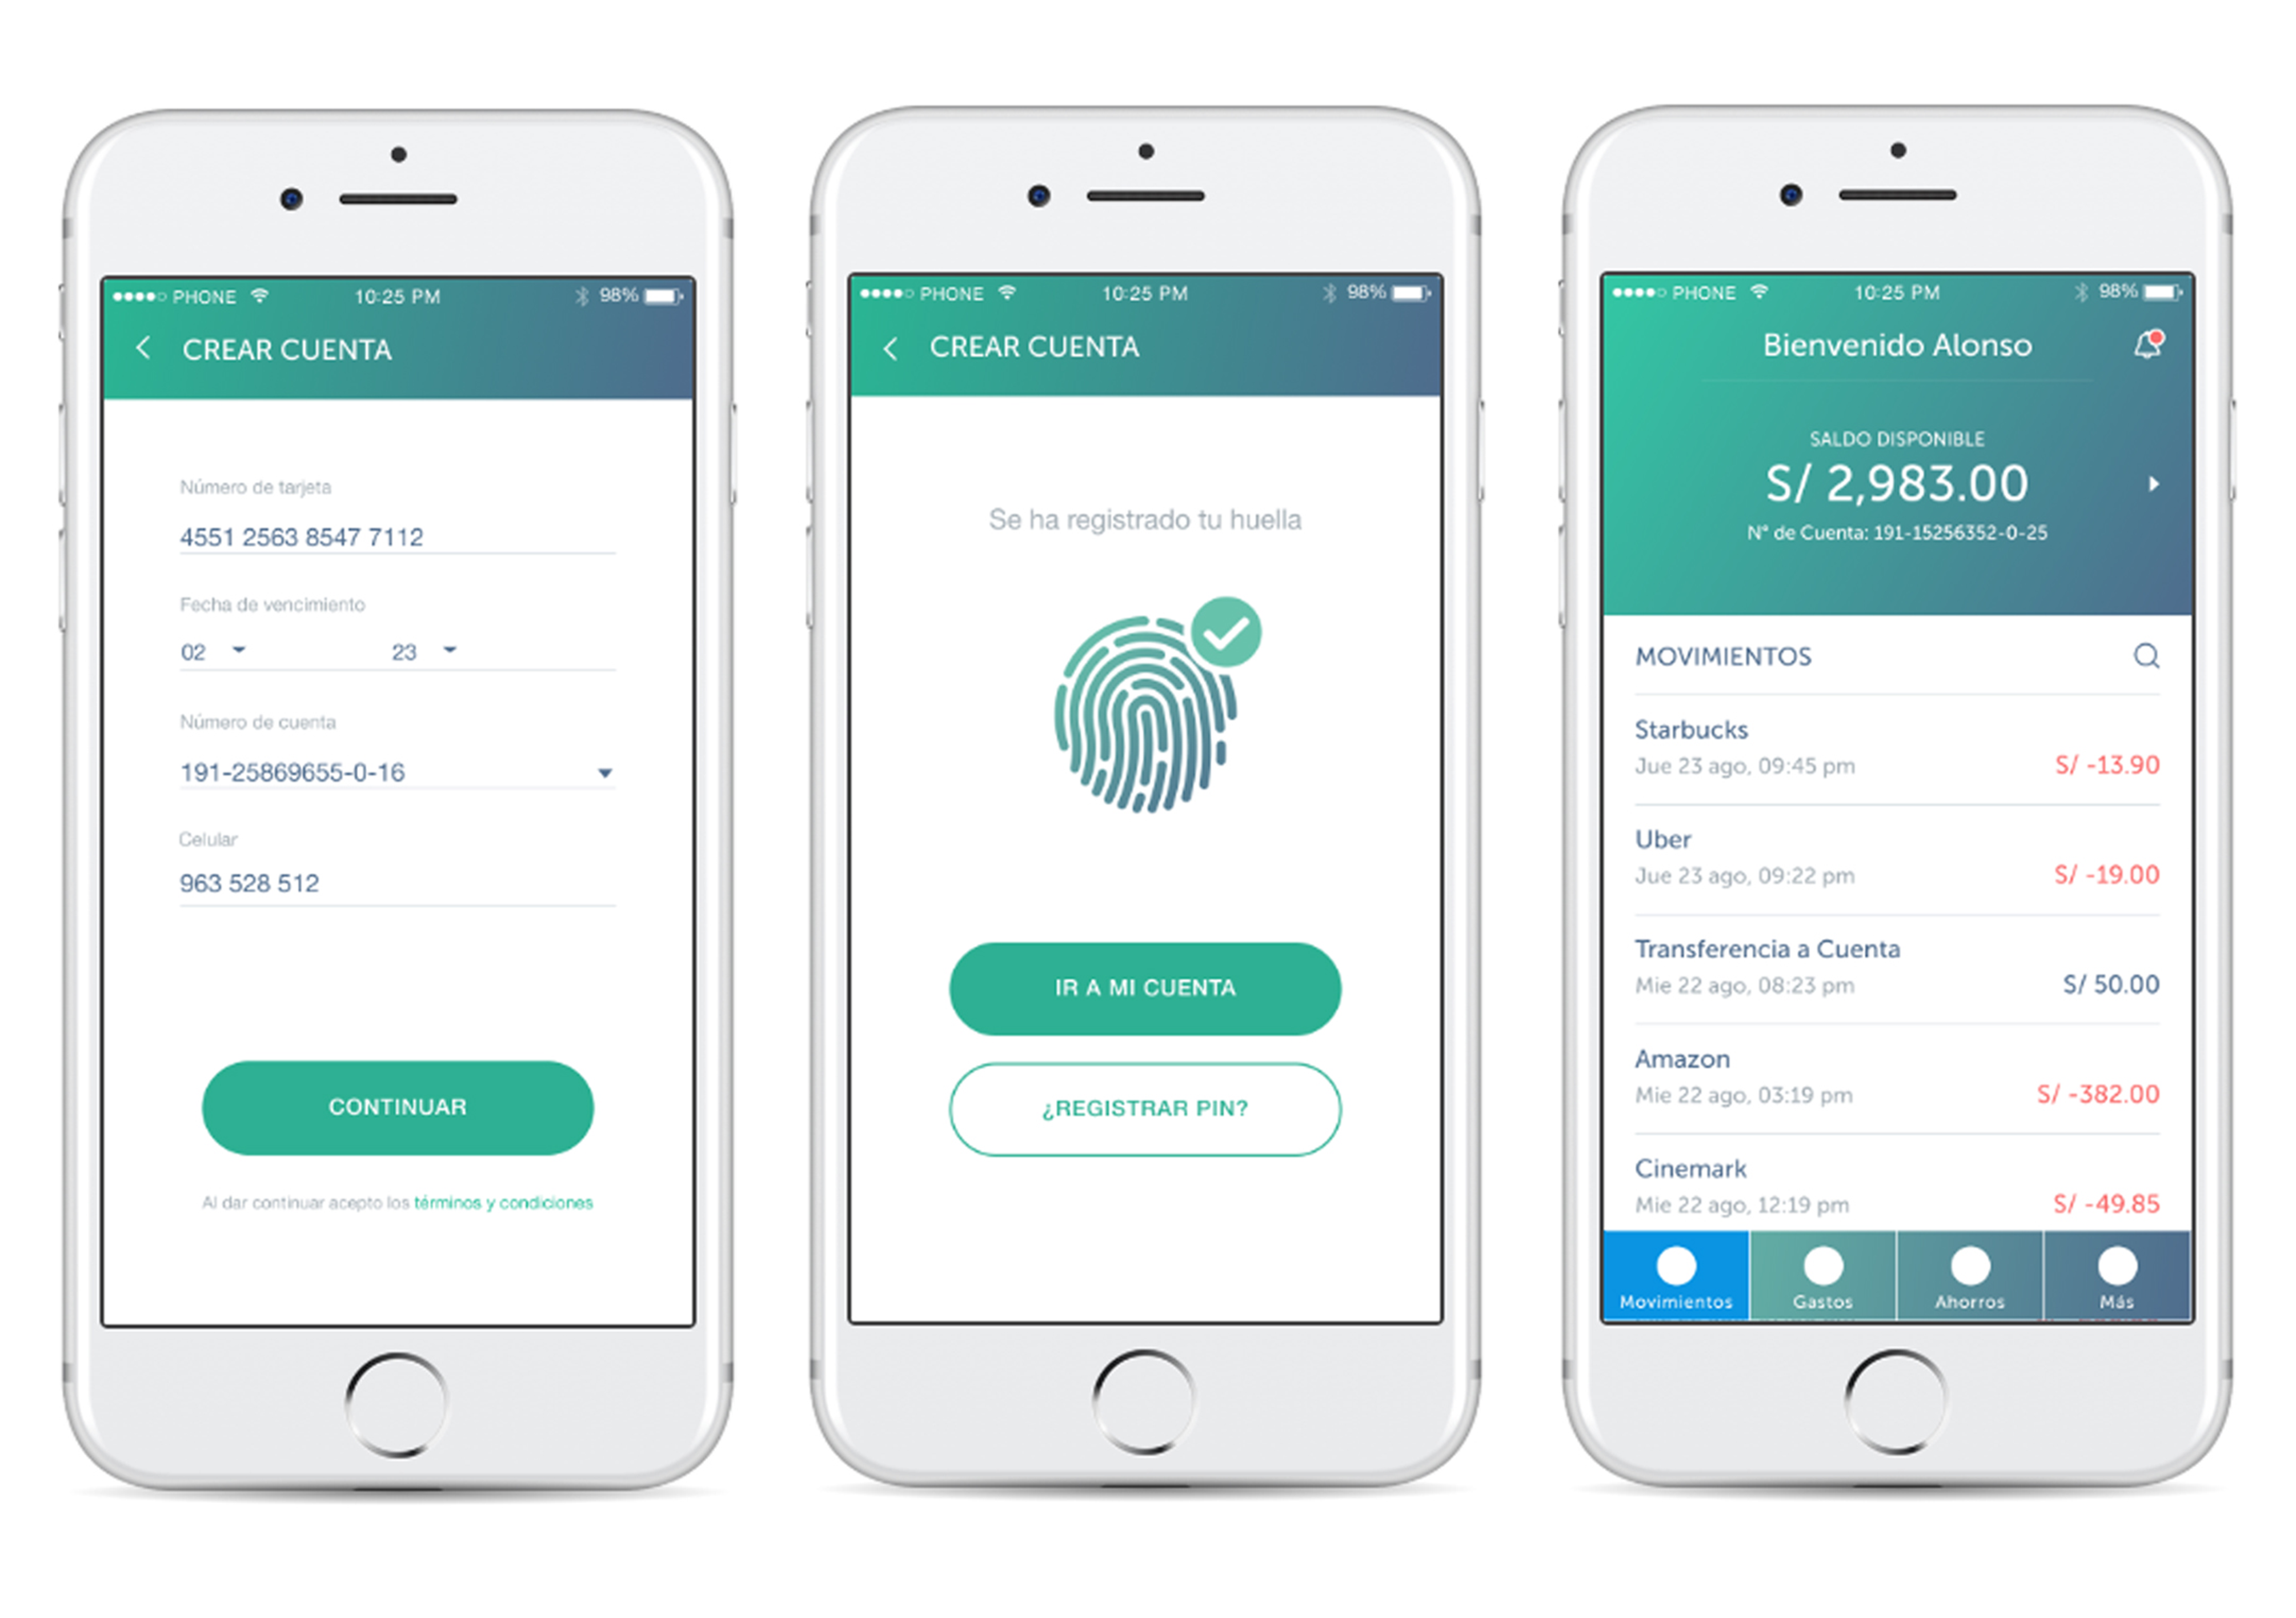 PHONE 10:25 PM 98%
CREAR CUENTA
Número de tarjeta
4551 2563 8547 7112
Fecha de vencimiento
02 23
Número de cuenta
191-25869655-0-16
Celular
963 528 512
CONTINUAR
Al dar continuar acepto los términos y condiciones
PHONE 10:25 PM 98%
CREAR CUENTA
Se ha registrado tu huella
IR A MI CUENTA
¿REGISTRAR PIN?
PHONE 10:25 PM 98%
Bienvenido Alonso
SALDO DISPONIBLE
S/ 2,983.00
N° de Cuenta: 191-15256352-0-25
MOVIMIENTOS
Starbucks
Jue 23 ago, 09:45 pm S/ -13.90
Uber
Jue 23 ago, 09:22 pm S/ -19.00
Transferencia a Cuenta
Mie 22 ago, 08:23 pm S/ 50.00
Amazon
Mie 22 ago, 03:19 pm S/ -382.00
Cinemark
Mie 22 ago, 12:19 pm S/ -49.85
Movimientos Gastos Ahorros Más